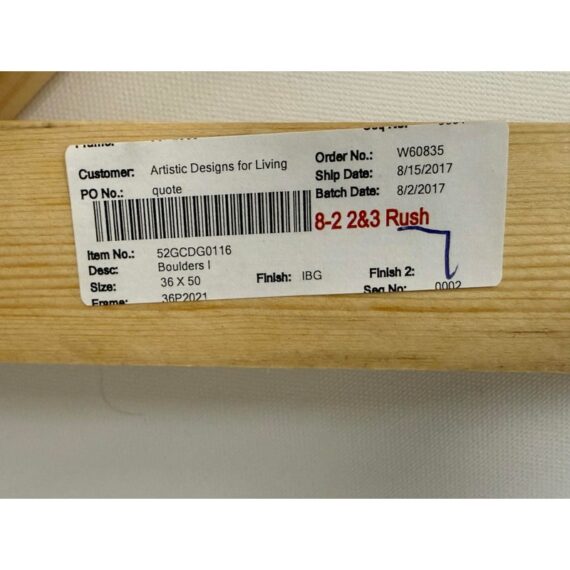 Customer: Artistic Designs for Living
PO No.: quote
Order No.: W60835
Ship Date: 8/15/2017
Batch Date: 8/2/2017
8-2 2&3 Rush
Item No.: 52GCDG0116
Desc: Boulders I
Size: 36 X 50
Finish: IBG
Finish 2:
Frame: 36P2021
Seq No: 0002